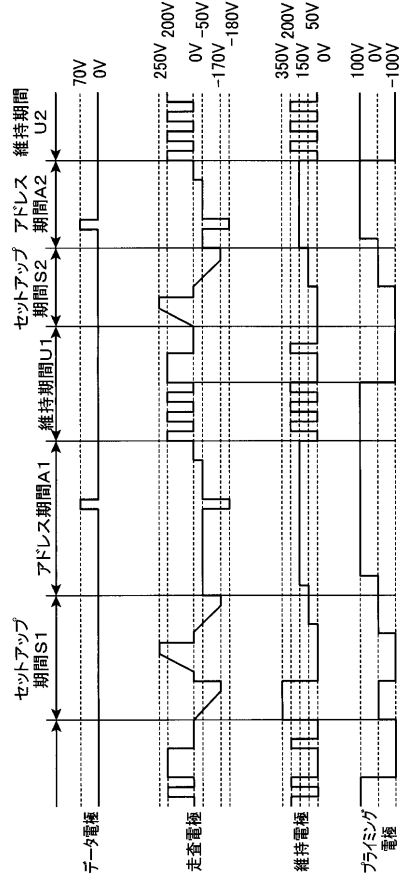 セットアップ
期間S1
アドレス期間A1
維持期間U1
セットアップ
期間S2
アドレス
期間A2
維持期間
U2
データ電極
70V
0V
走査電極
250V
200V
0V
-50V
-170V
-180V
維持電極
350V
200V
150V
50V
0V
プライミング
電極
100V
0V
-100V